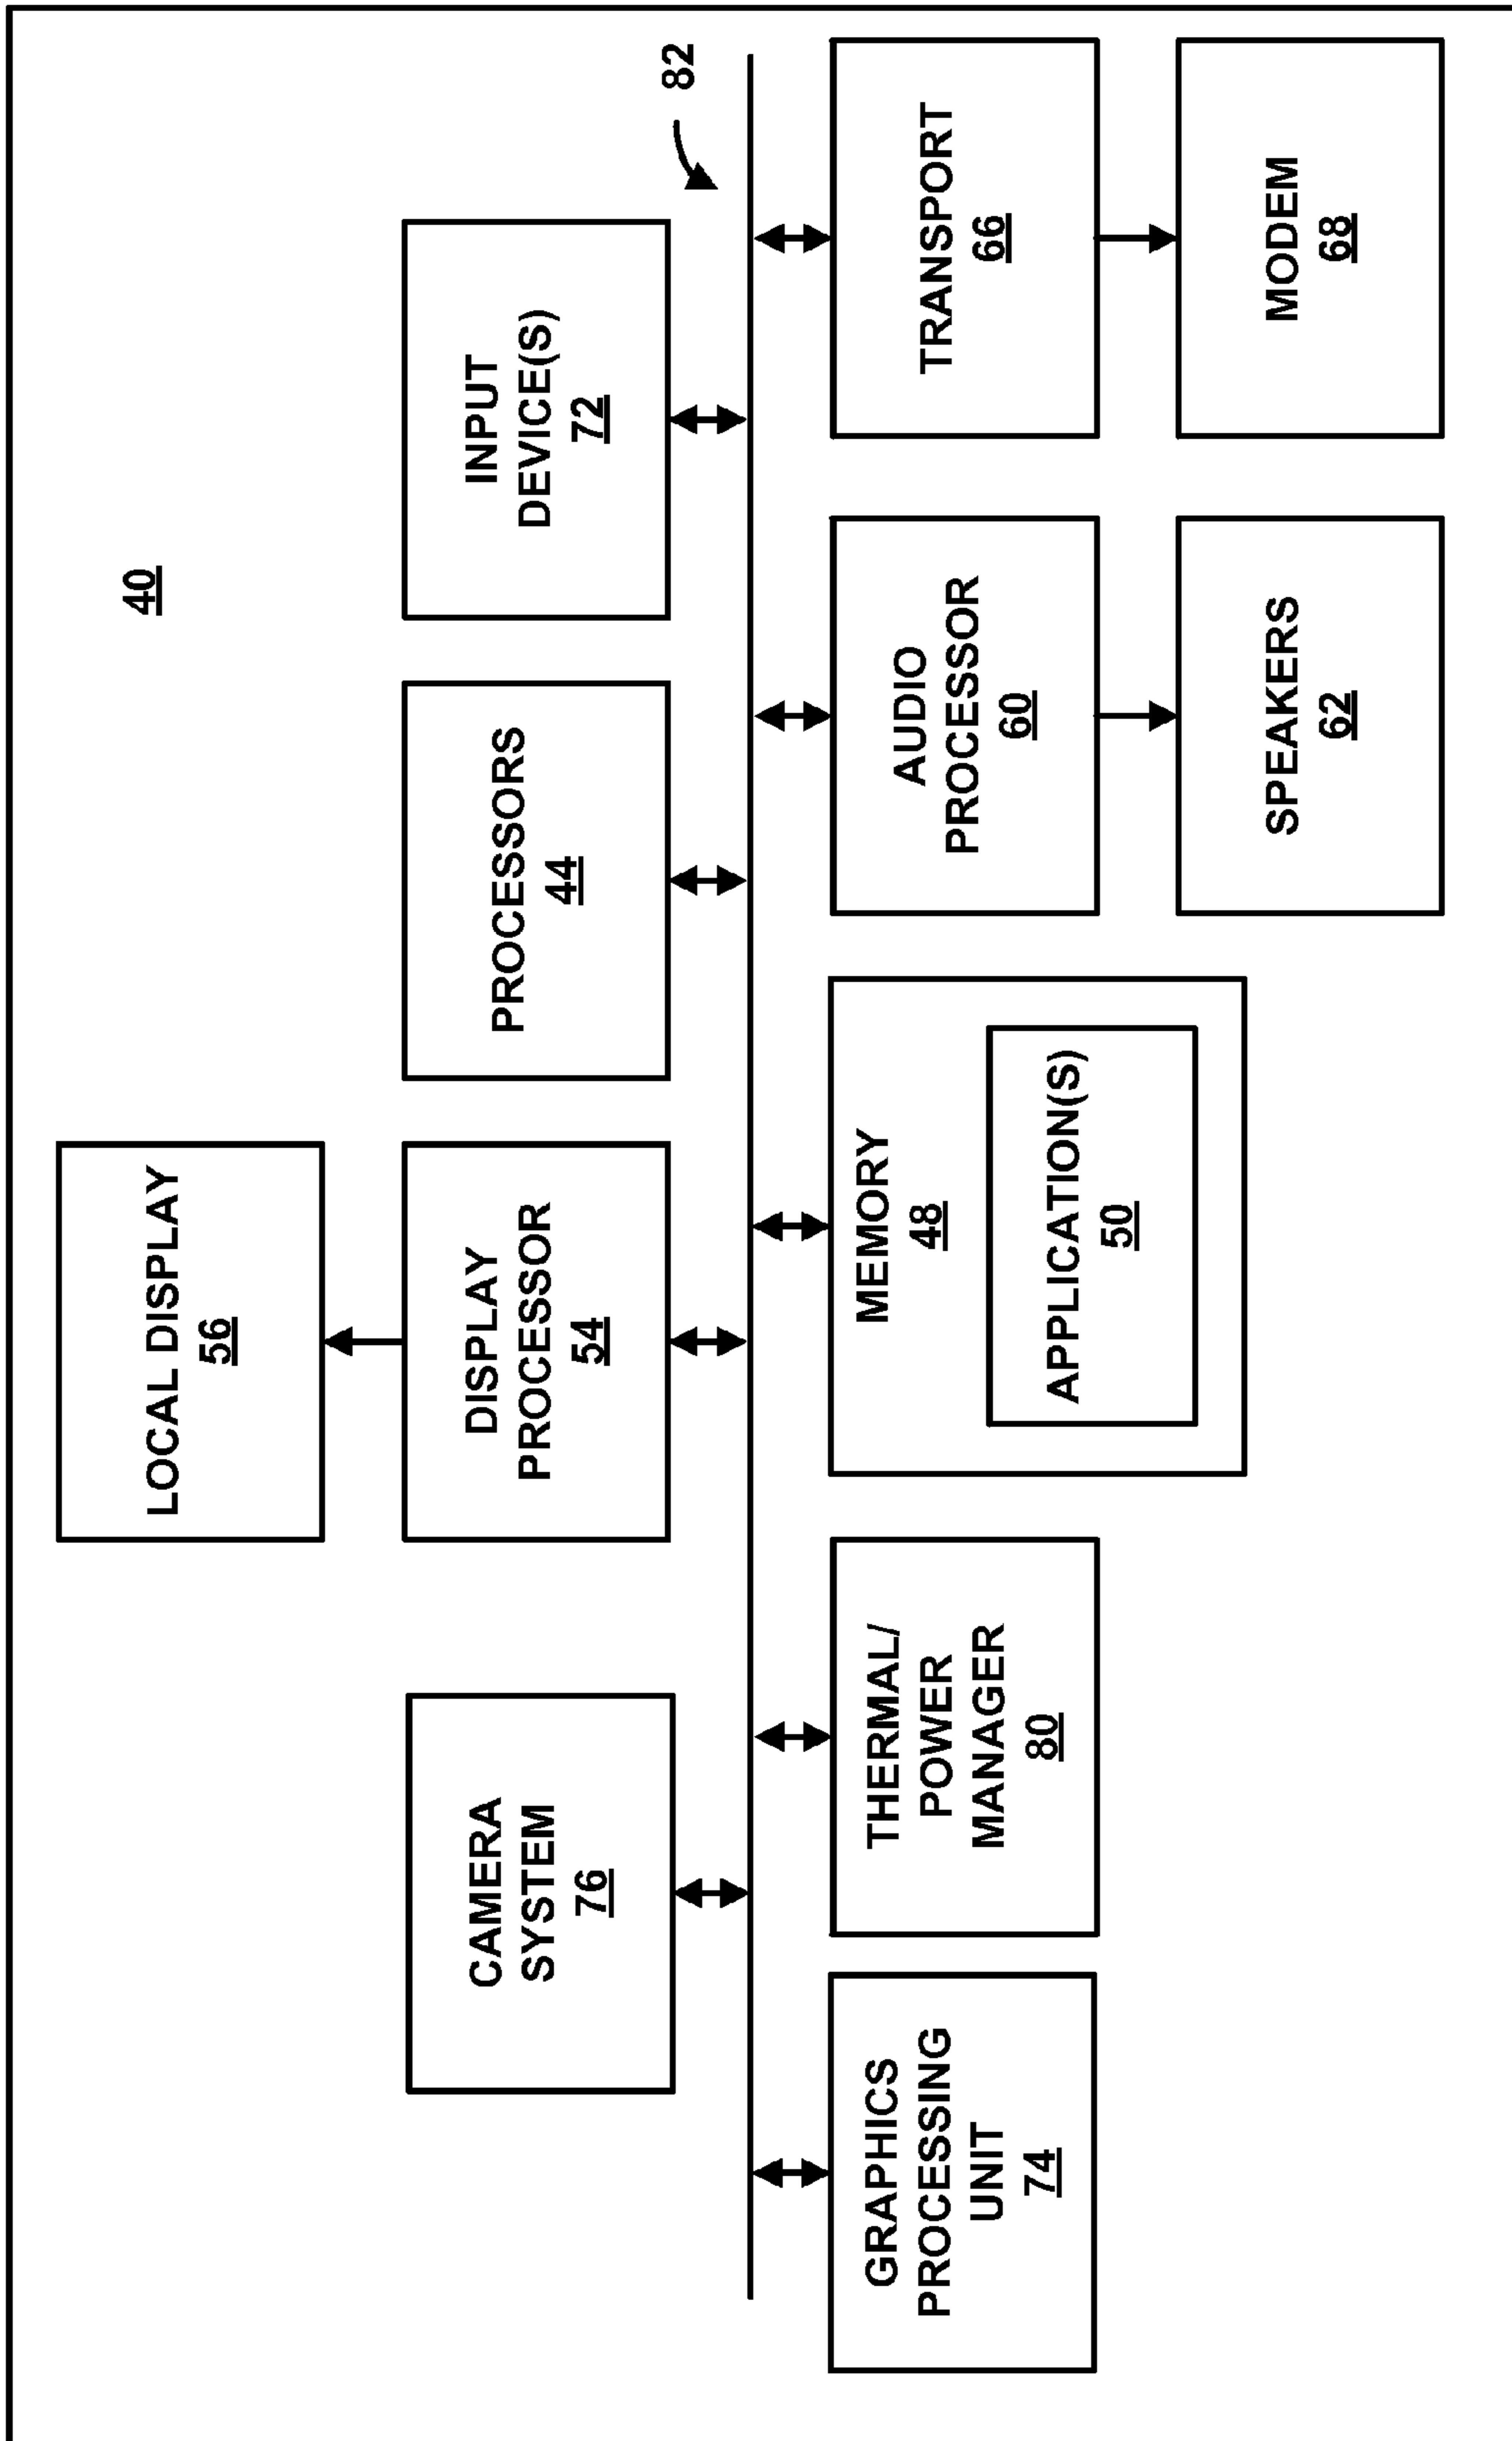 40
LOCAL DISPLAY
56
CAMERA
SYSTEM
76
DISPLAY
PROCESSOR
54
PROCESSORS
44
INPUT
DEVICE(S)
72
82
GRAPHICS
PROCESSING
UNIT
74
THERMAL/
POWER
MANAGER
80
MEMORY
48
APPLICATION(S)
50
AUDIO
PROCESSOR
60
TRANSPORT
66
SPEAKERS
62
MODEM
68